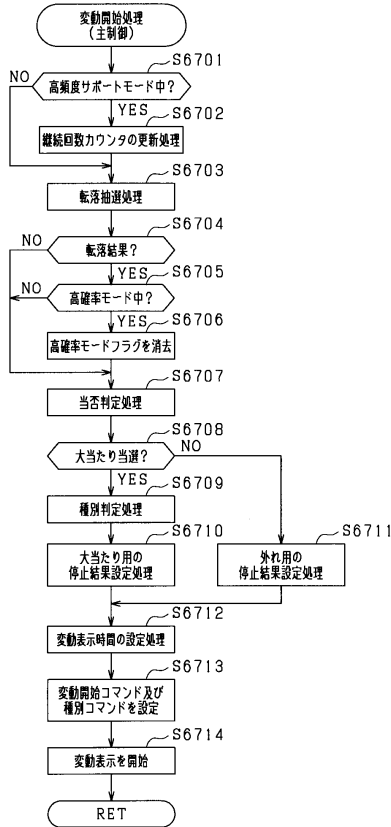 変動開始処理
(主制御)
S6701
NO
高頻度サポートモード中?
YES
S6702
継続回数カウンタの更新処理
S6703
転落抽選処理
S6704
NO
転落結果?
YES
S6705
NO
高確率モード中?
YES
S6706
高確率モードフラグを消去
S6707
当否判定処理
S6708
大当たり当選?
NO
YES
S6709
種別判定処理
S6710
大当たり用の
停止結果設定処理
S6711
外れ用の
停止結果設定処理
S6712
変動表示時間の設定処理
S6713
変動開始コマンド及び
種別コマンドを設定
S6714
変動表示を開始
RET